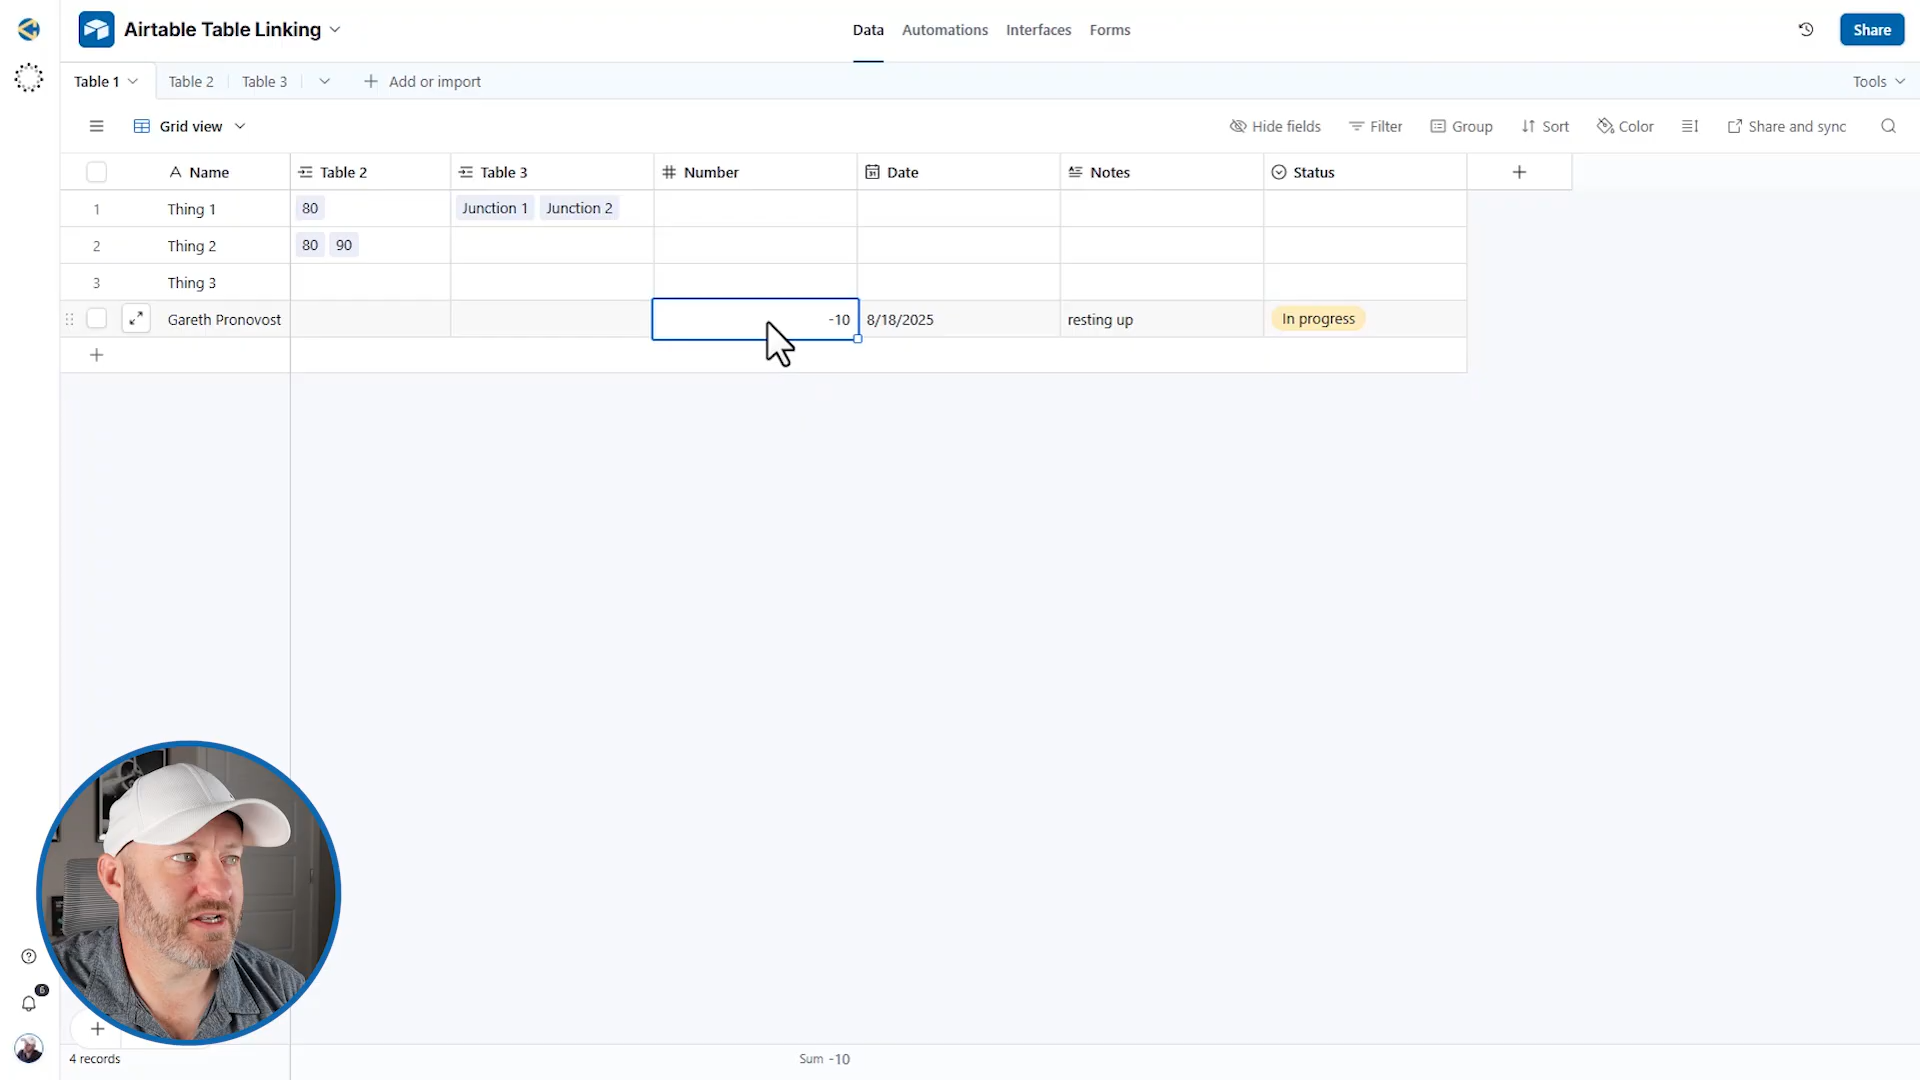 Airtable Table Linking
Data
Automations
Interfaces
Forms
Share
Table 1
Table 2
Table 3
Add or import
Tools
Grid view
Hide fields
Filter
Group
Sort
Color
Share and sync
Name
Table 2
Table 3
Number
Date
Notes
Status
1 Thing 1 80 Junction 1 Junction 2
2 Thing 2 80 90
3 Thing 3
Gareth Pronovost -10 8/18/2025 resting up In progress
6
4 records
Sum -10